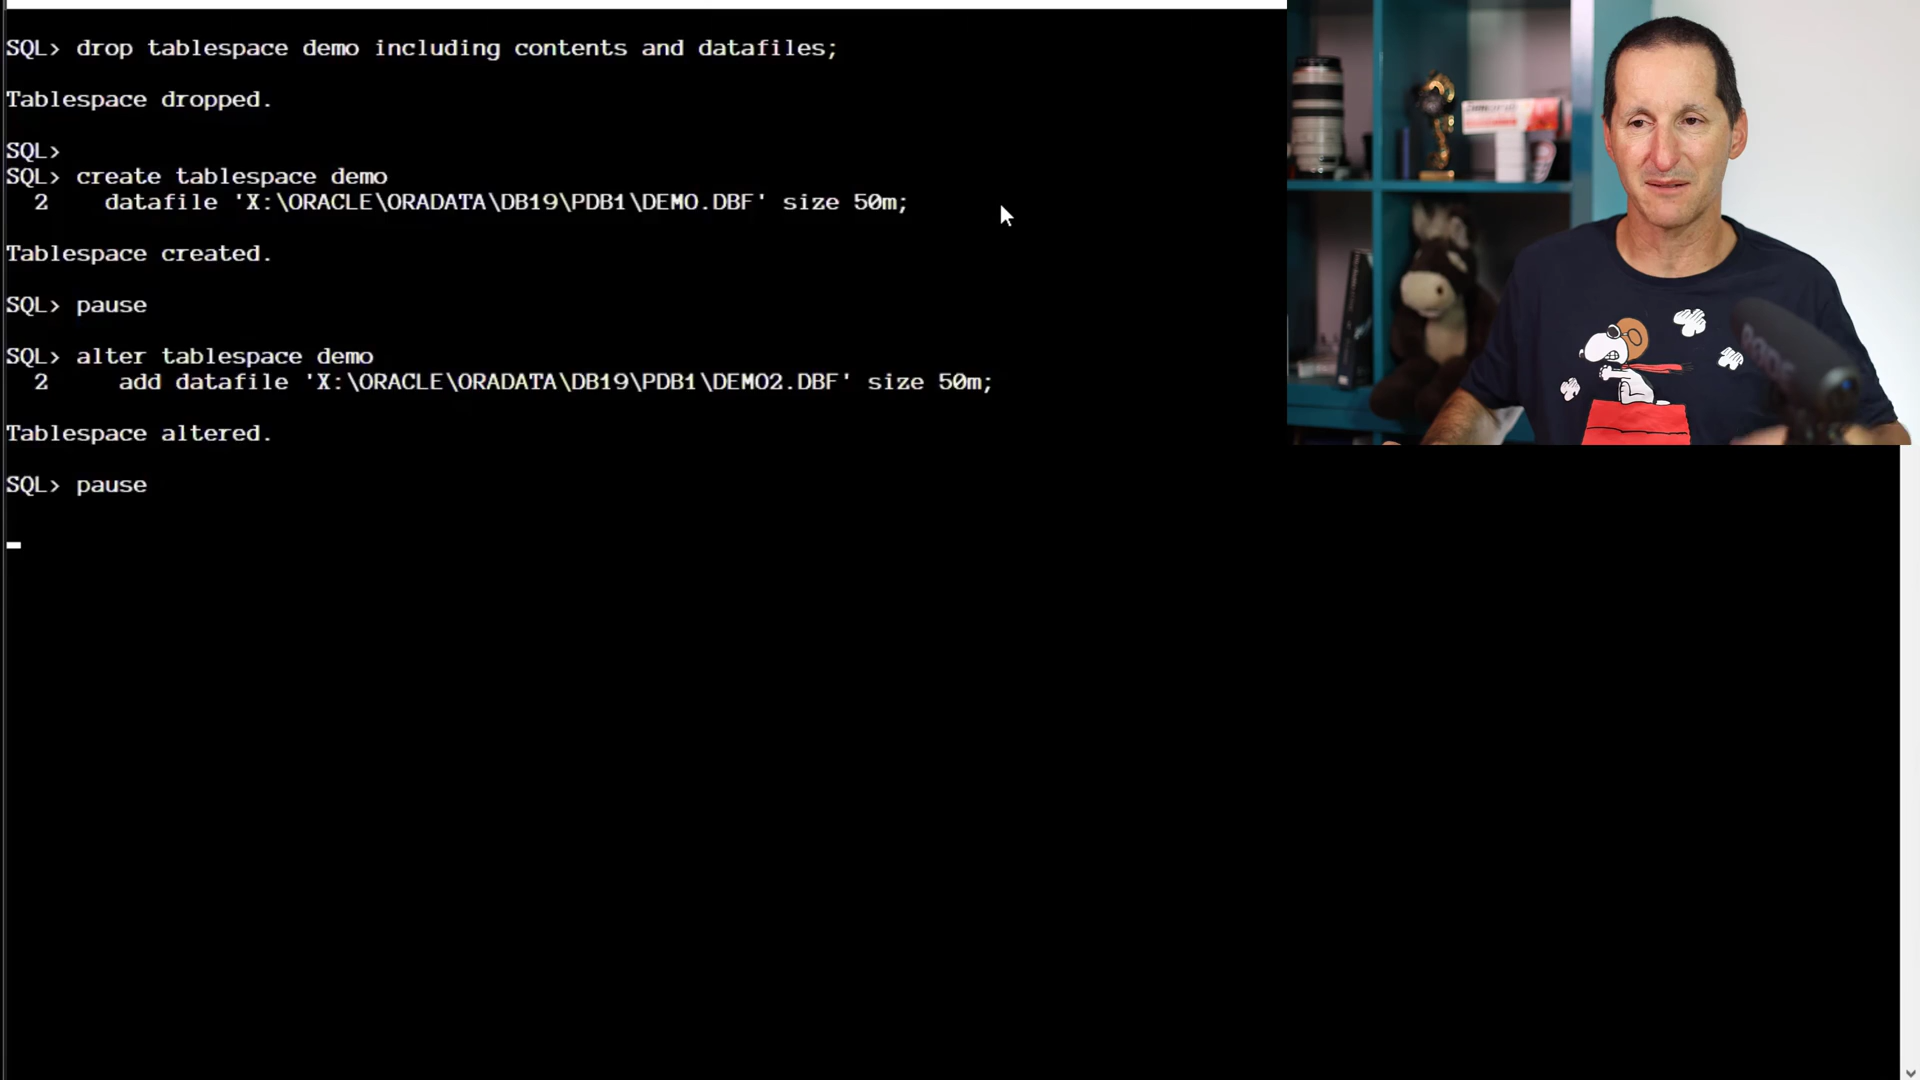 SQL> drop tablespace demo including contents and datafiles;
Tablespace dropped.
SQL>
SQL> create tablespace demo
2 datafile 'X:\ORACLE\ORADATA\DB19\PDB1\DEMO.DBF' size 50m;
Tablespace created.
SQL> pause
SQL> alter tablespace demo
2 add datafile 'X:\ORACLE\ORADATA\DB19\PDB1\DEMO2.DBF' size 50m;
Tablespace altered.
SQL> pause